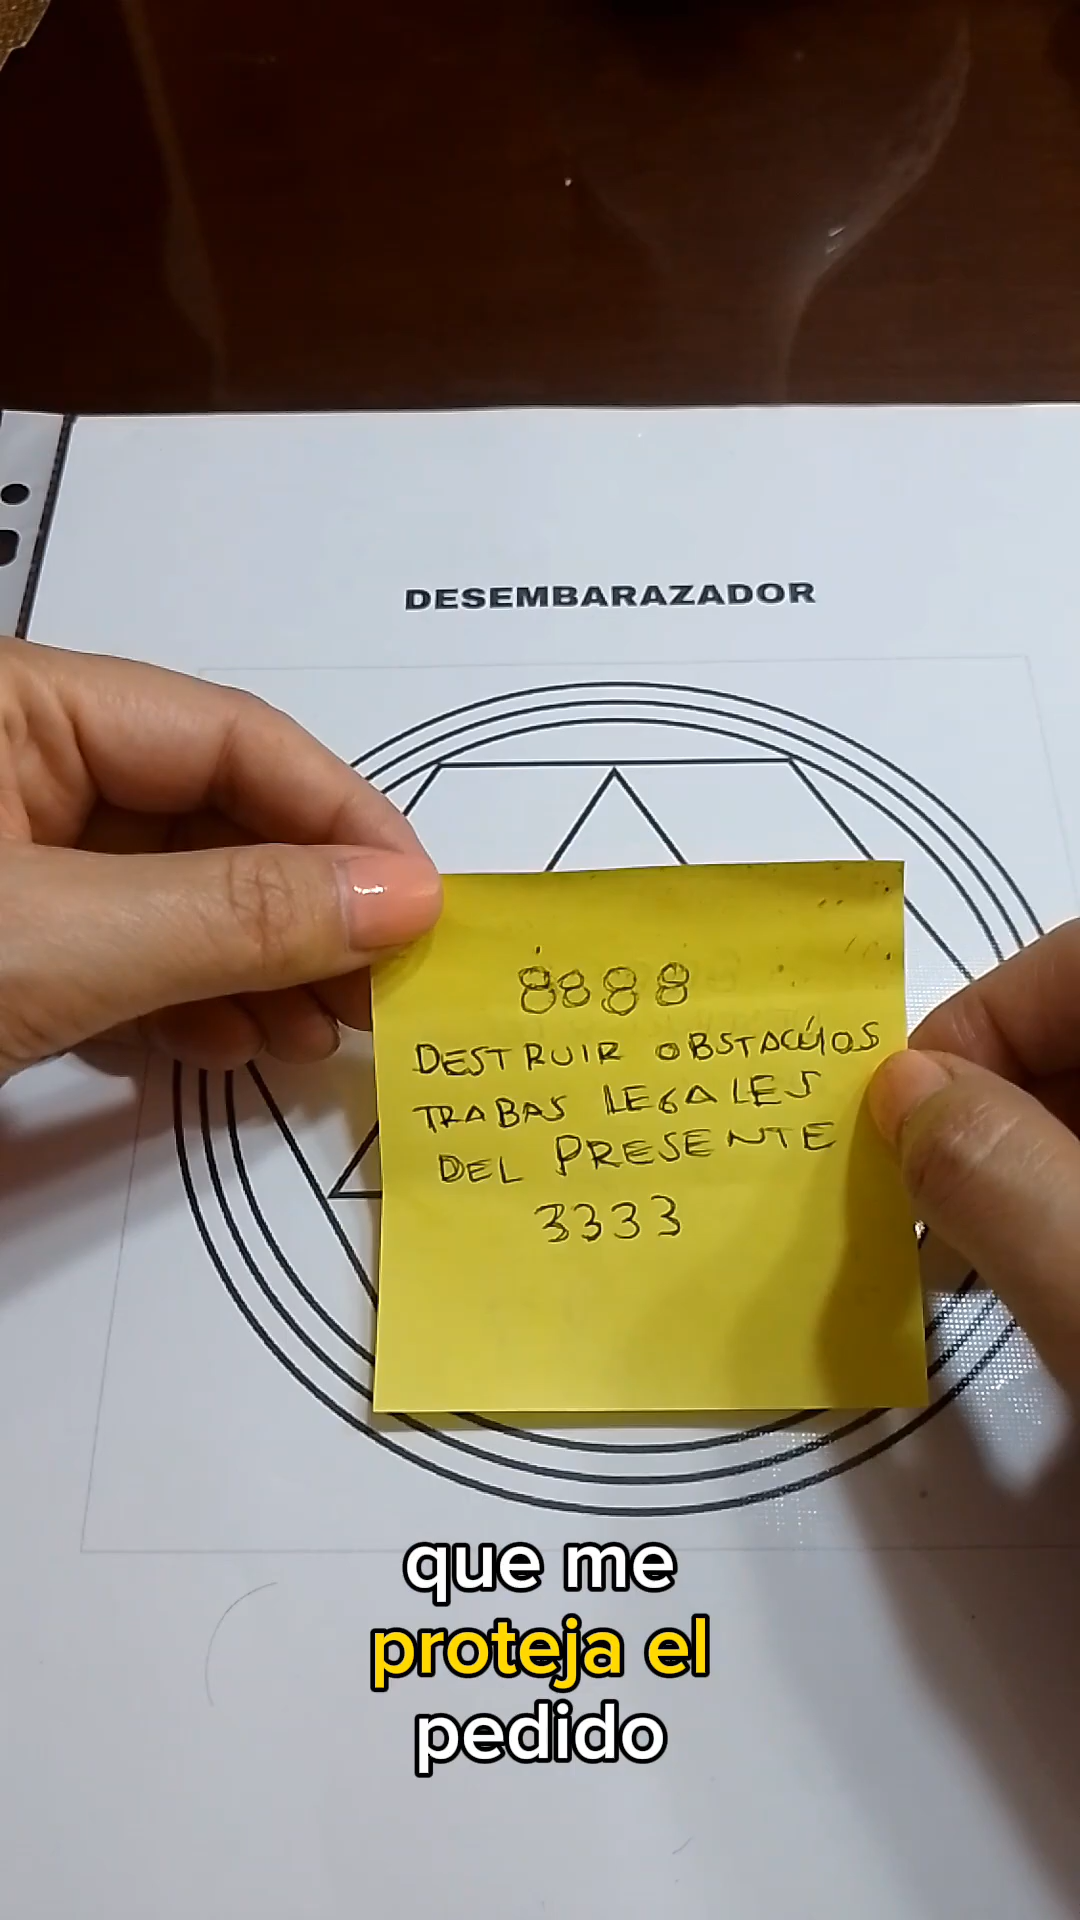 DESEMBARAZADOR
8888
DESTRUIR OBSTACULOS
TRABAS LEGALES
DEL PRESENTE
3333
que me
proteja el
pedido